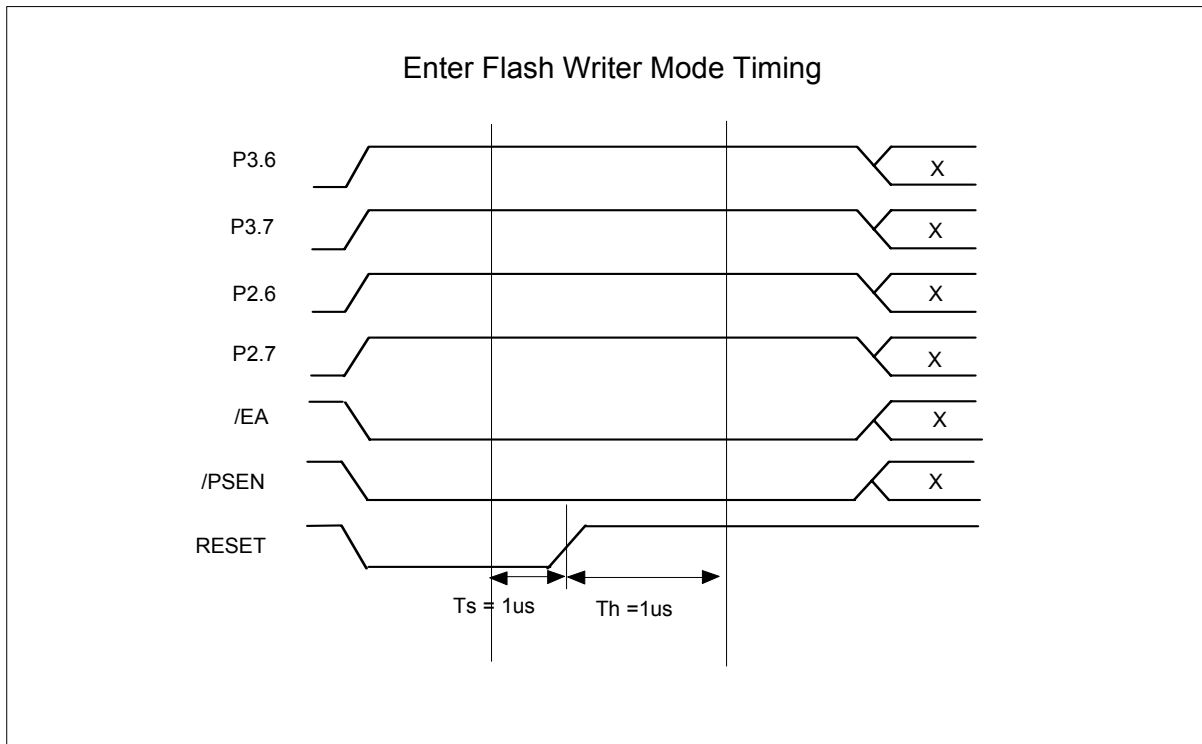 Enter Flash Writer Mode Timing
P3.6
X
P3.7
X
P2.6
X
P2.7
X
/EA
X
/PSEN
X
RESET
Ts = 1us
Th =1us